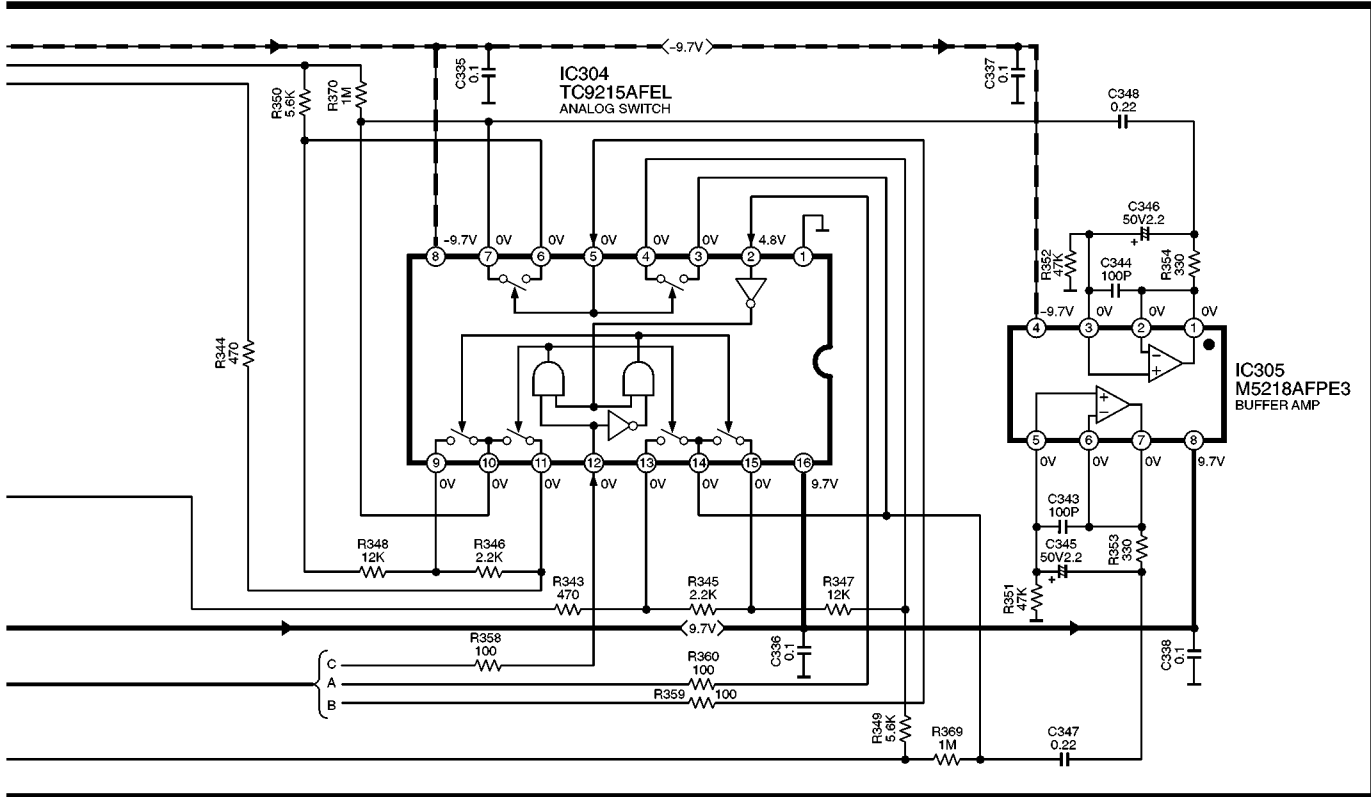 -9.7V
C335
0.1
C337
0.1
IC304
TC9215AFEL
ANALOG SWITCH
R350
5.6K
R370
1M
C348
0.22
C346
50V2.2
+
R352
47K
C344
100P
R354
330
-9.7V 0V 0V 0V 0V 0V 4.8V
8 7 6 5 4 3 2 1
-9.7V 0V 0V 0V
4 3 2 1
R344
470
−
+
IC305
M5218AFPE3
BUFFER AMP
+
−
5 6 7 8
0V 0V 0V 9.7V
9 10 11 12 13 14 15 16
0V 0V 0V 0V 0V 0V 0V 9.7V
C343
100P
C345
50V2.2
+
R353
330
R351
47K
R348
12K
R346
2.2K
R343
470
R345
2.2K
R347
12K
9.7V
C336
0.1
C338
0.1
R358
100
C
R360
100
A
R359 100
B
R349
5.6K
R369
1M
C347
0.22